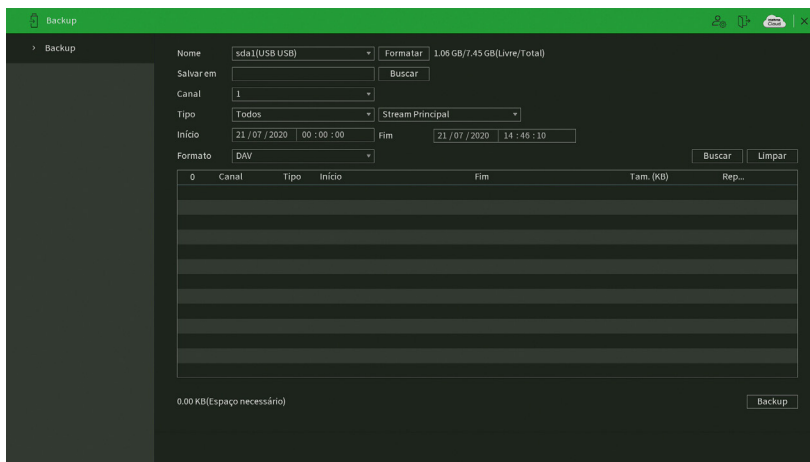 Backup
Cloud
Backup
Nome sda1(USB USB) Formatar 1.06 GB/7.45 GB(Livre/Total)
Salvar em Buscar
Canal 1
Tipo Todos Stream Principal
Início 21 / 07 / 2020 00 : 00 : 00 Fim 21 / 07 / 2020 14 : 46 : 10
Formato DAV Buscar Limpar
0 Canal Tipo Início Fim Tam. (KB) Rep...
0.00 KB(Espaço necessário) Backup